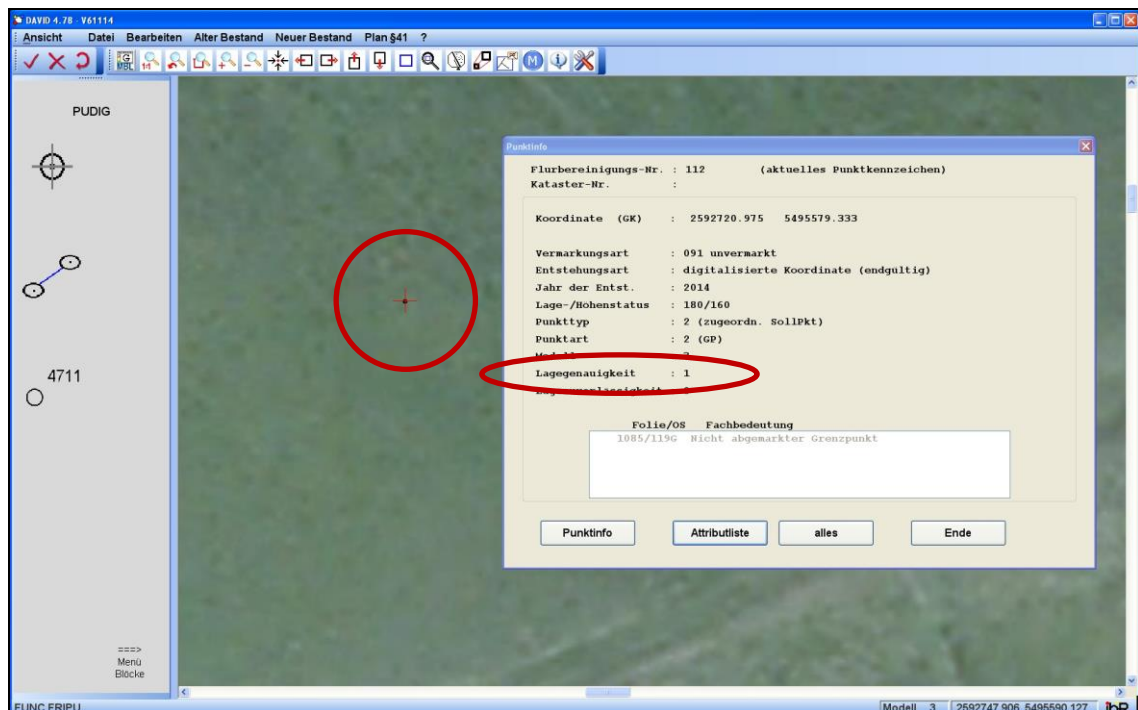 DAVID 4.78 - V61114
Ansicht Datei Bearbeiten Alter Bestand Neuer Bestand Plan §41 ?
PUDIG
4711
===>
Menü
Blöcke
Punktinfo
Flurbereinigungs-Nr. : 112 (aktuelles Punktkennzeichen)
Kataster-Nr. :
Koordinate (GK) : 2592720.975 5495579.333
Vermarkungsart : 091 unvermarkt
Entstehungsart : digitalisierte Koordinate (endgultig)
Jahr der Entst. : 2014
Lage-/Hohenstatus : 180/160
Punkttyp : 2 (zugeordn. SollPkt)
Punktart : 2 (GP)
Lagegenauigkeit : 1
Folie/OS Fachbedeutung
1085/119G Nicht abgemarkter Grenzpunkt
Punktinfo Attributliste alles Ende
FUNC FRIPU Modell 3 2592747.906 5495590.127 ibR